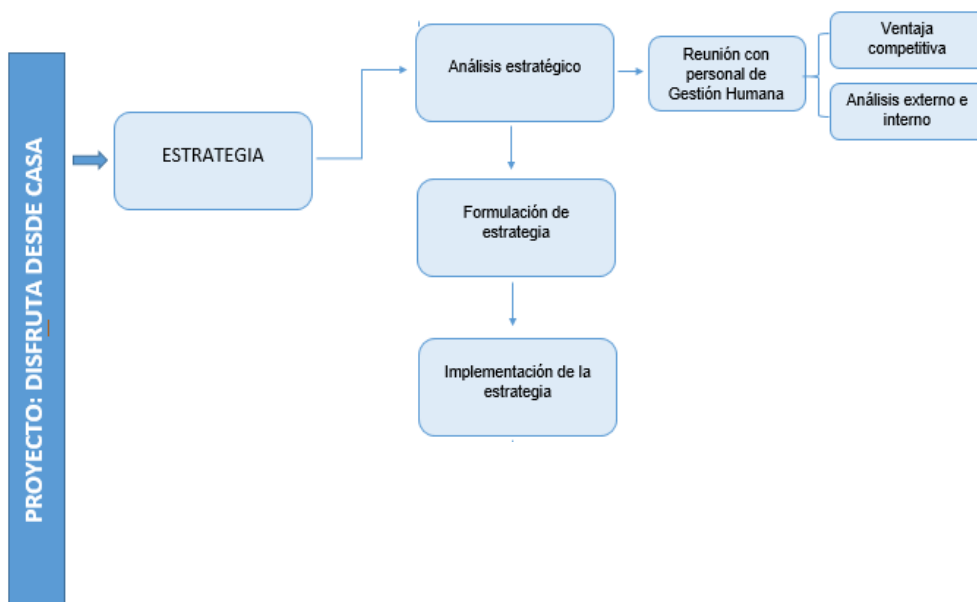 PROYECTO: DISFRUTA DESDE CASA
ESTRATEGIA
Análisis estratégico
Reunión con
personal de
Gestión Humana
Ventaja
competitiva
Análisis externo e
interno
Formulación de
estrategia
Implementación de la
estrategia